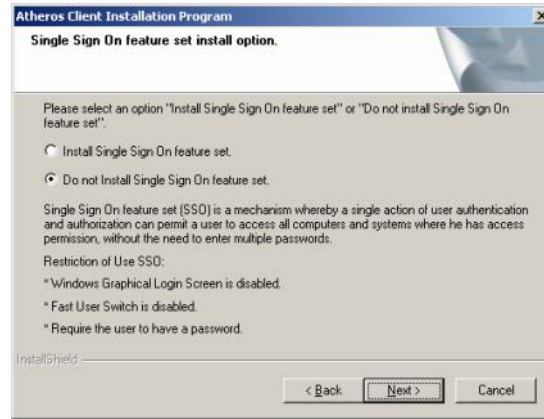 Atheros Client Installation Program
Single Sign On feature set install option.
Please select an option "Install Single Sign On feature set" or "Do not install Single Sign On
feature set".
Install Single Sign On feature set.
Do not Install Single Sign On feature set.
Single Sign On feature set (SSO) is a mechanism whereby a single action of user authentication
and authorization can permit a user to access all computers and systems where he has access
permission, without the need to enter multiple passwords.
Restriction of Use SSO:
* Windows Graphical Login Screen is disabled.
* Fast User Switch is disabled.
* Require the user to have a password.
InstallShield
< Back Next > Cancel